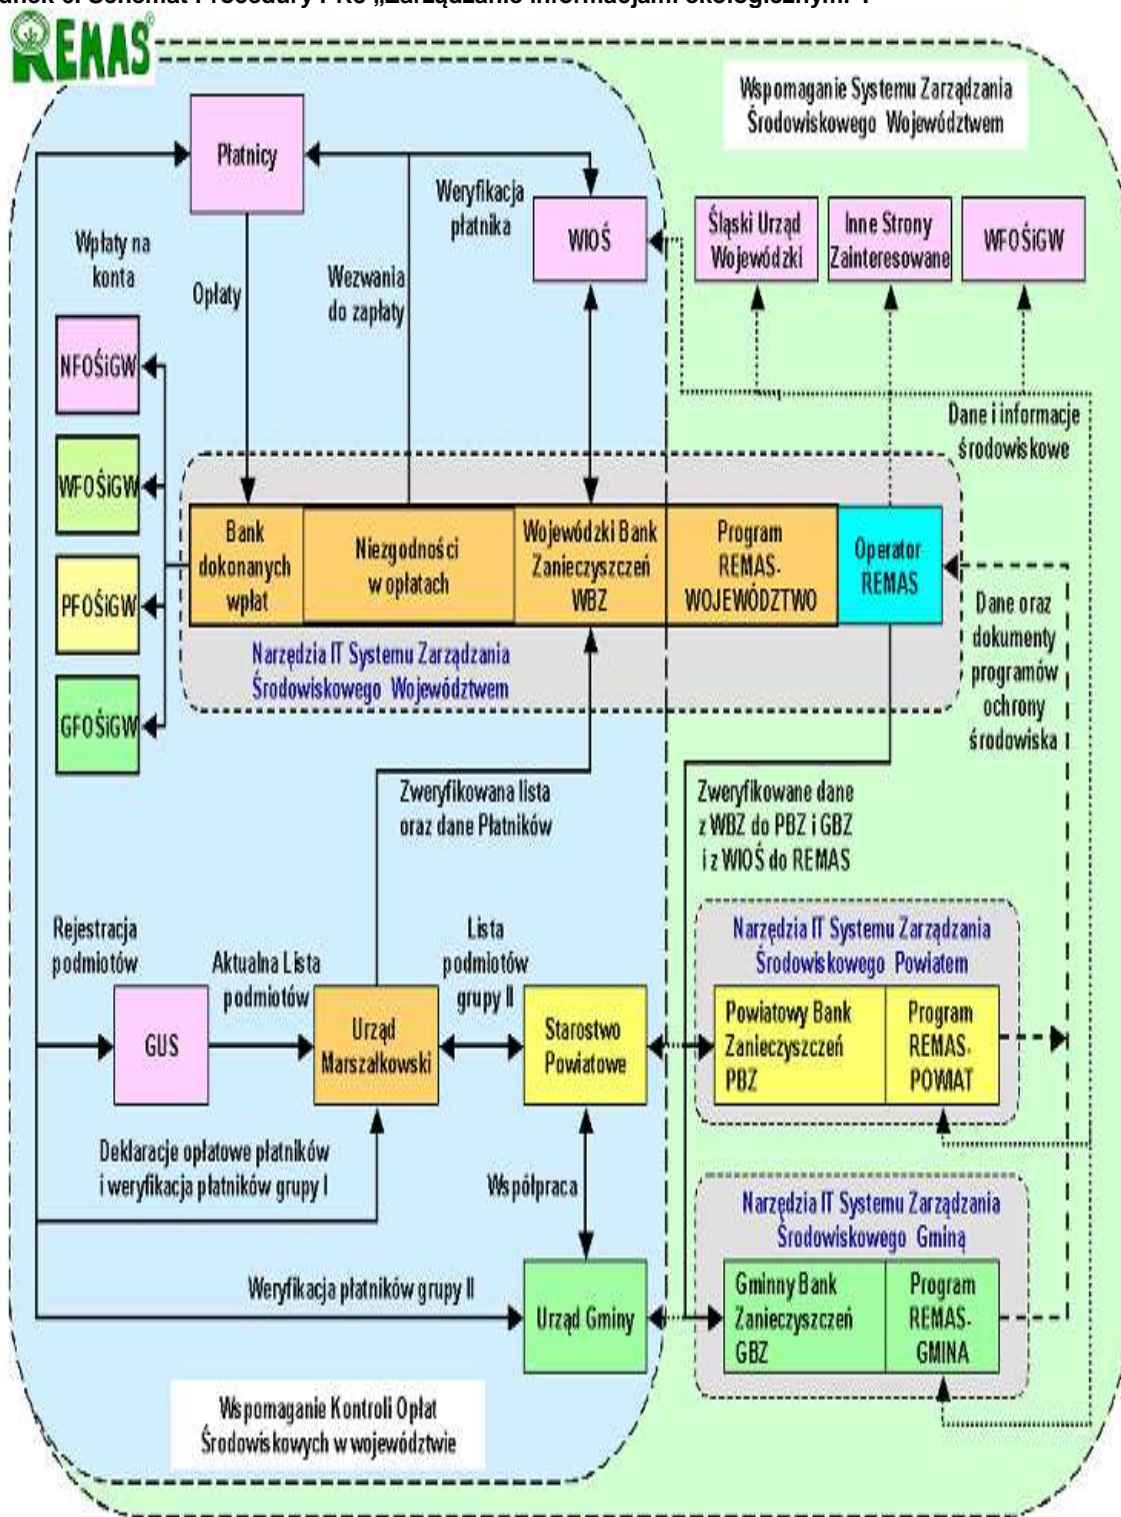 Schemat Procedury PR6 „Zarządzanie informacjami ekologicznymi”.
REMAS
Wspomaganie Systemu Zarządzania
Środowiskowego Województwem
Płatnicy
Weryfikacja
płatnika
WIOŚ
Śląski Urząd
Wojewódzki
Inne Strony
Zainteresowane
WFOŚiGW
Wpłaty na
konta
Opłaty
Wezwania
do zapłaty
NFOŚiGW
WFOŚiGW
PFOŚiGW
GFOŚiGW
Dane i informacje
środowiskowe
Bank
dokonanych
wpłat
Niezgodności
w opłatach
Wojewódzki Bank
Zanieczyszczeń
WBZ
Program
REMAS-
WOJEWÓDZTWO
Operator
REMAS
Narzędzia IT Systemu Zarządzania
Środowiskowego Województwem
Dane oraz
dokumenty
programów
ochrony
środowiska
Zweryfikowana lista
oraz dane Płatników
Zweryfikowane dane
z WBZ do PBZ i GBZ
i z WIOŚ do REMAS
Rejestracja
podmiotów
Aktualna Lista
podmiotów
Lista
podmiotów
grupy II
Narzędzia IT Systemu Zarządzania
Środowiskowego Powiatem
GUS
Urząd
Marszałkowski
Starostwo
Powiatowe
Powiatowy Bank
Zanieczyszczeń
PBZ
Program
REMAS-
POWIAT
Deklaracje opłatowe płatników
i weryfikacja płatników grupy I
Współpraca
Narzędzia IT Systemu Zarządzania
Środowiskowego Gminą
Weryfikacja płatników grupy II
Urząd Gminy
Gminny Bank
Zanieczyszczeń
GBZ
Program
REMAS-
GMINA
Wspomaganie Kontroli Opłat
Środowiskowych w województwie